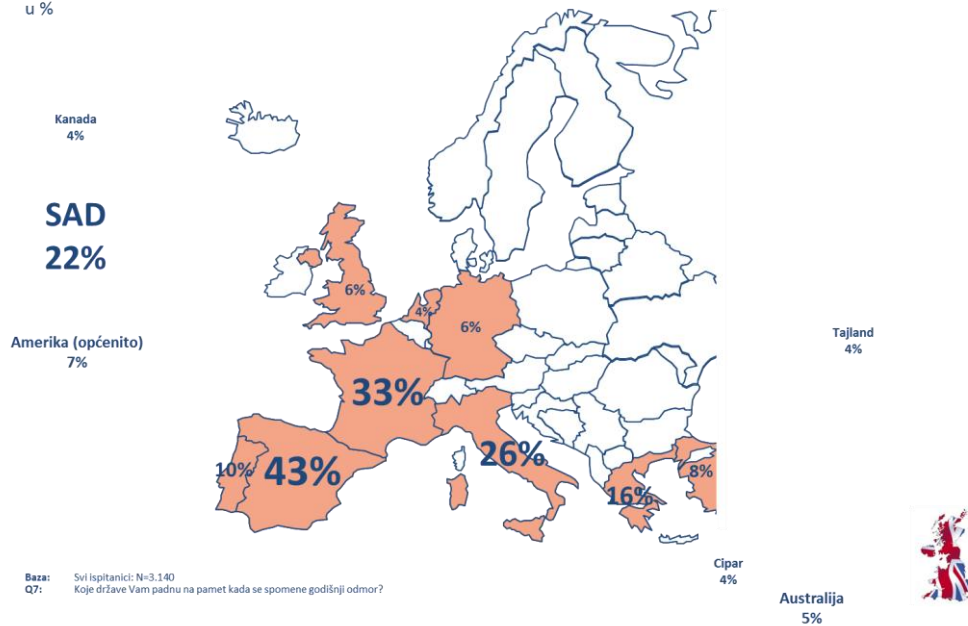 u %
Kanada
4%
SAD
22%
6%
4%
6%
Amerika (općenito)
7%
Tajland
4%
33%
26%
10%
43%
8%
16%
Cipar
4%
Baza: Svi ispitanici: N=3.140
Q7: Koje države Vam padnu na pamet kada se spomene godišnji odmor?
Australija
5%